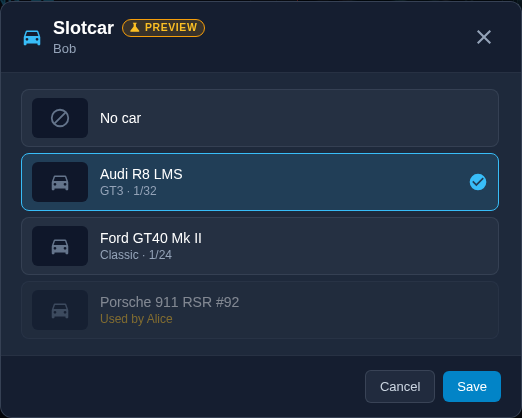 Slotcar PREVIEW
Bob
No car
Audi R8 LMS
GT3 · 1/32
Ford GT40 Mk II
Classic · 1/24
Porsche 911 RSR #92
Used by Alice
Cancel Save